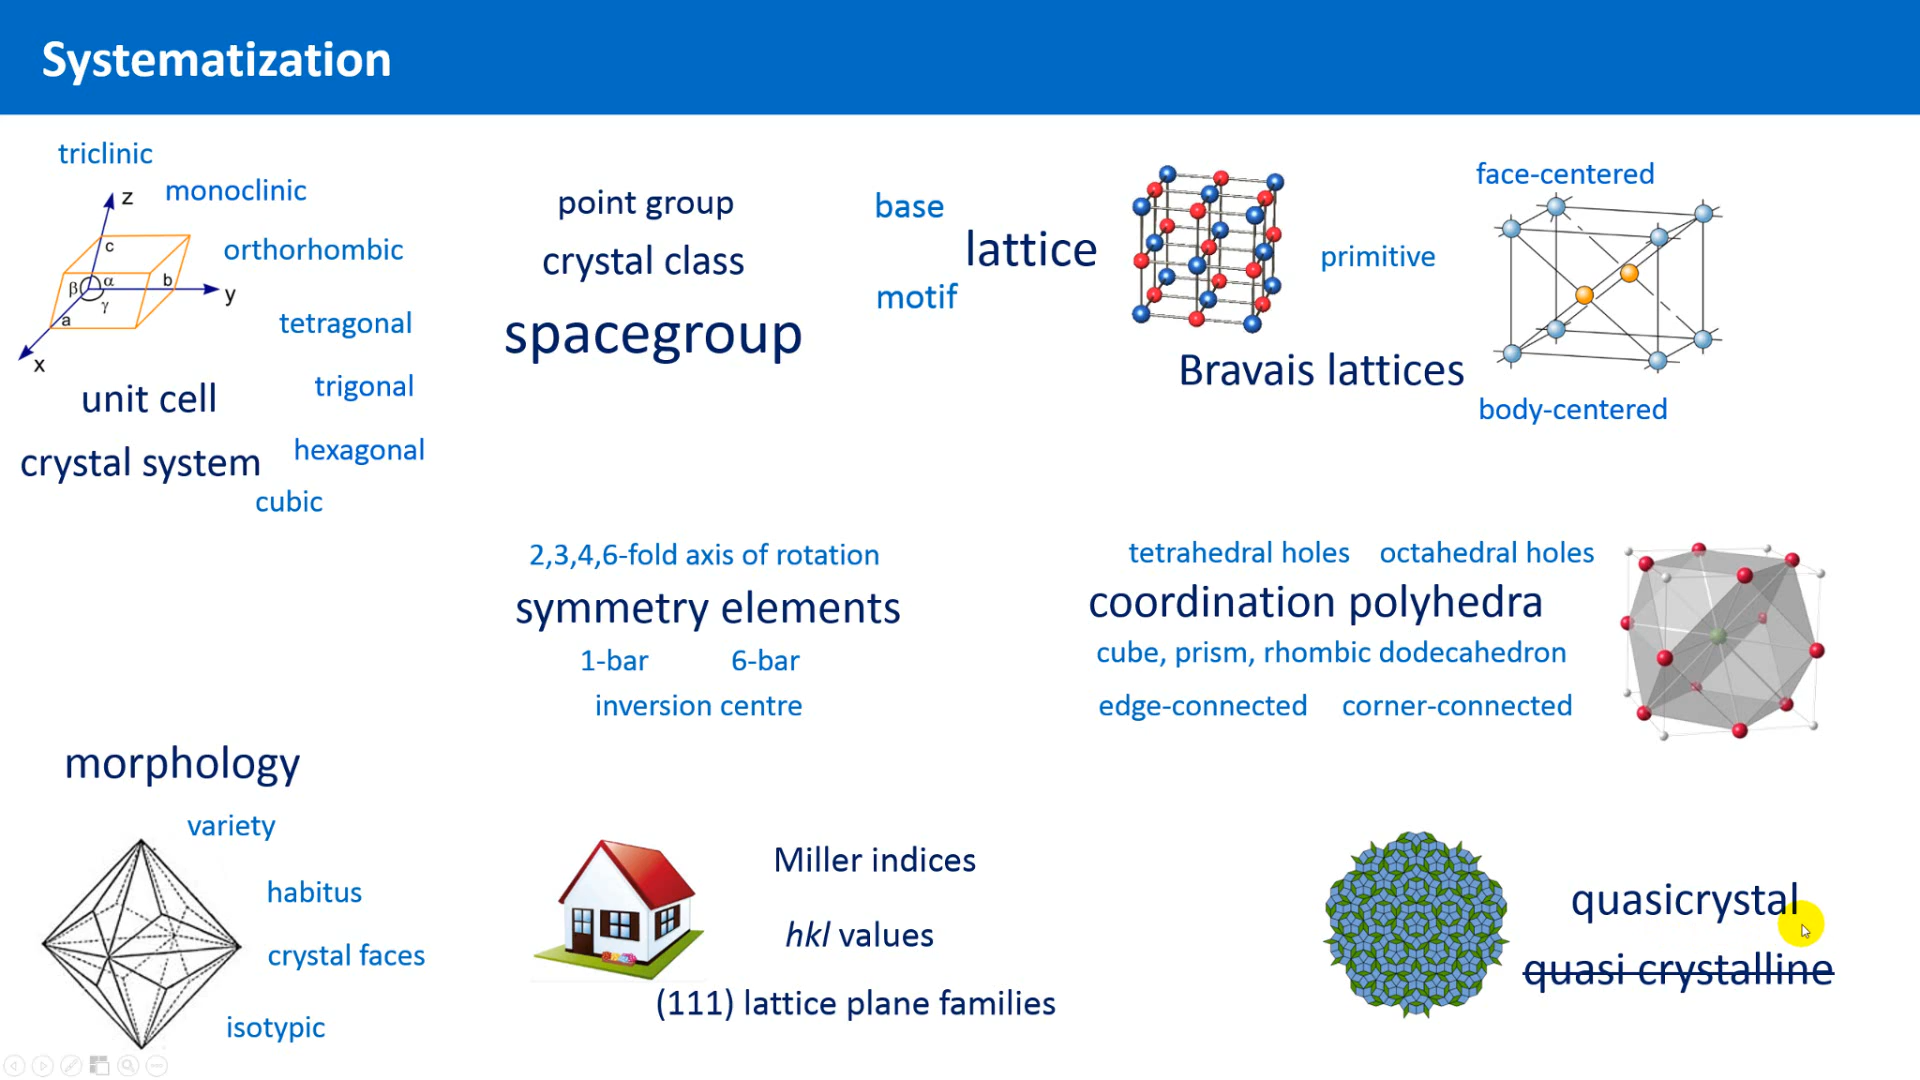 Systematization
triclinic
monoclinic
orthorhombic
tetragonal
trigonal
hexagonal
cubic
z
c
β
α
b
y
γ
a
x
unit cell
crystal system
point group
crystal class
spacegroup
base
lattice
motif
primitive
face-centered
Bravais lattices
body-centered
2,3,4,6-fold axis of rotation
symmetry elements
1-bar 6-bar
inversion centre
tetrahedral holes octahedral holes
coordination polyhedra
cube, prism, rhombic dodecahedron
edge-connected corner-connected
morphology
variety
habitus
crystal faces
isotypic
Miller indices
hkl values
(111) lattice plane families
quasicrystal
quasi crystalline